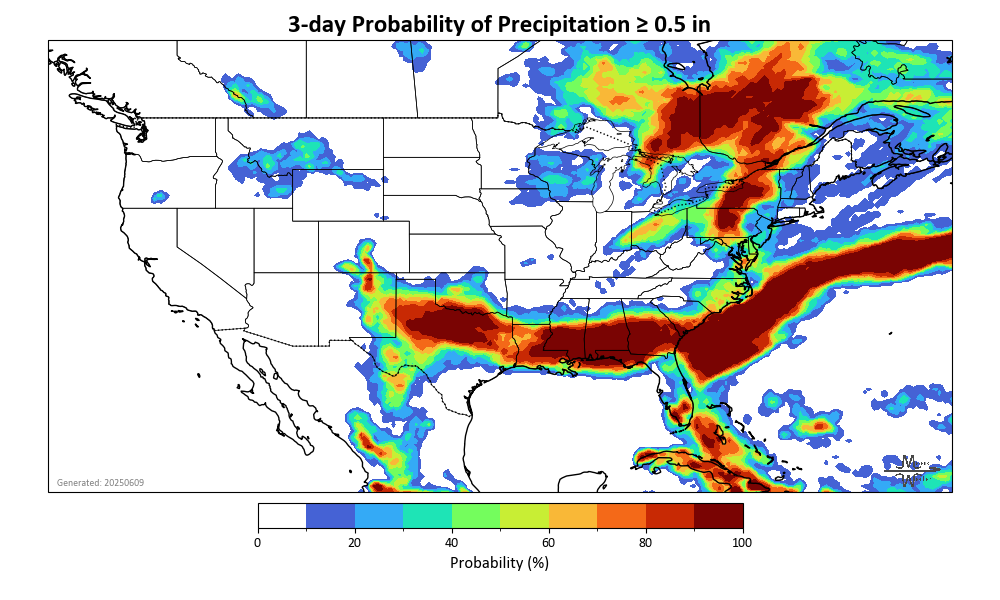 3-day Probability of Precipitation ≥ 0.5 in
Generated: 20250609
0 20 40 60 80 100
Probability (%)